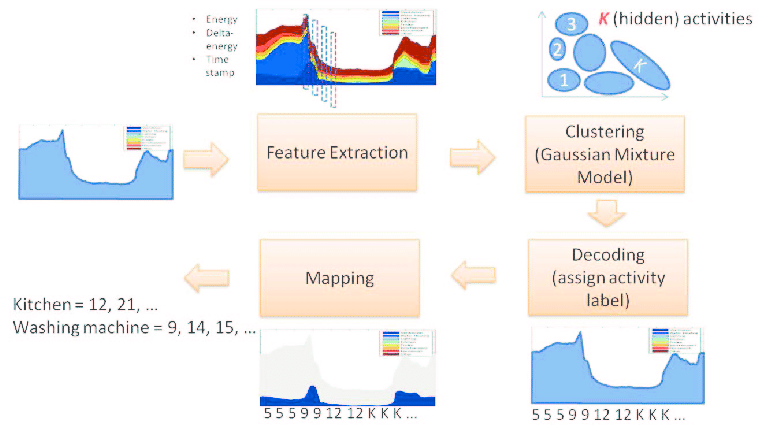 • Energy
• Delta-
energy
• Time
stamp
3
2
1
K
K (hidden) activities
Feature Extraction
Clustering
(Gaussian Mixture
Model)
Decoding
(assign activity
label)
Mapping
Kitchen = 12, 21, ...
Washing machine = 9, 14, 15, ...
5 5 5 9 9 12 12 K K K ...
5 5 5 9 9 12 12 K K K ...